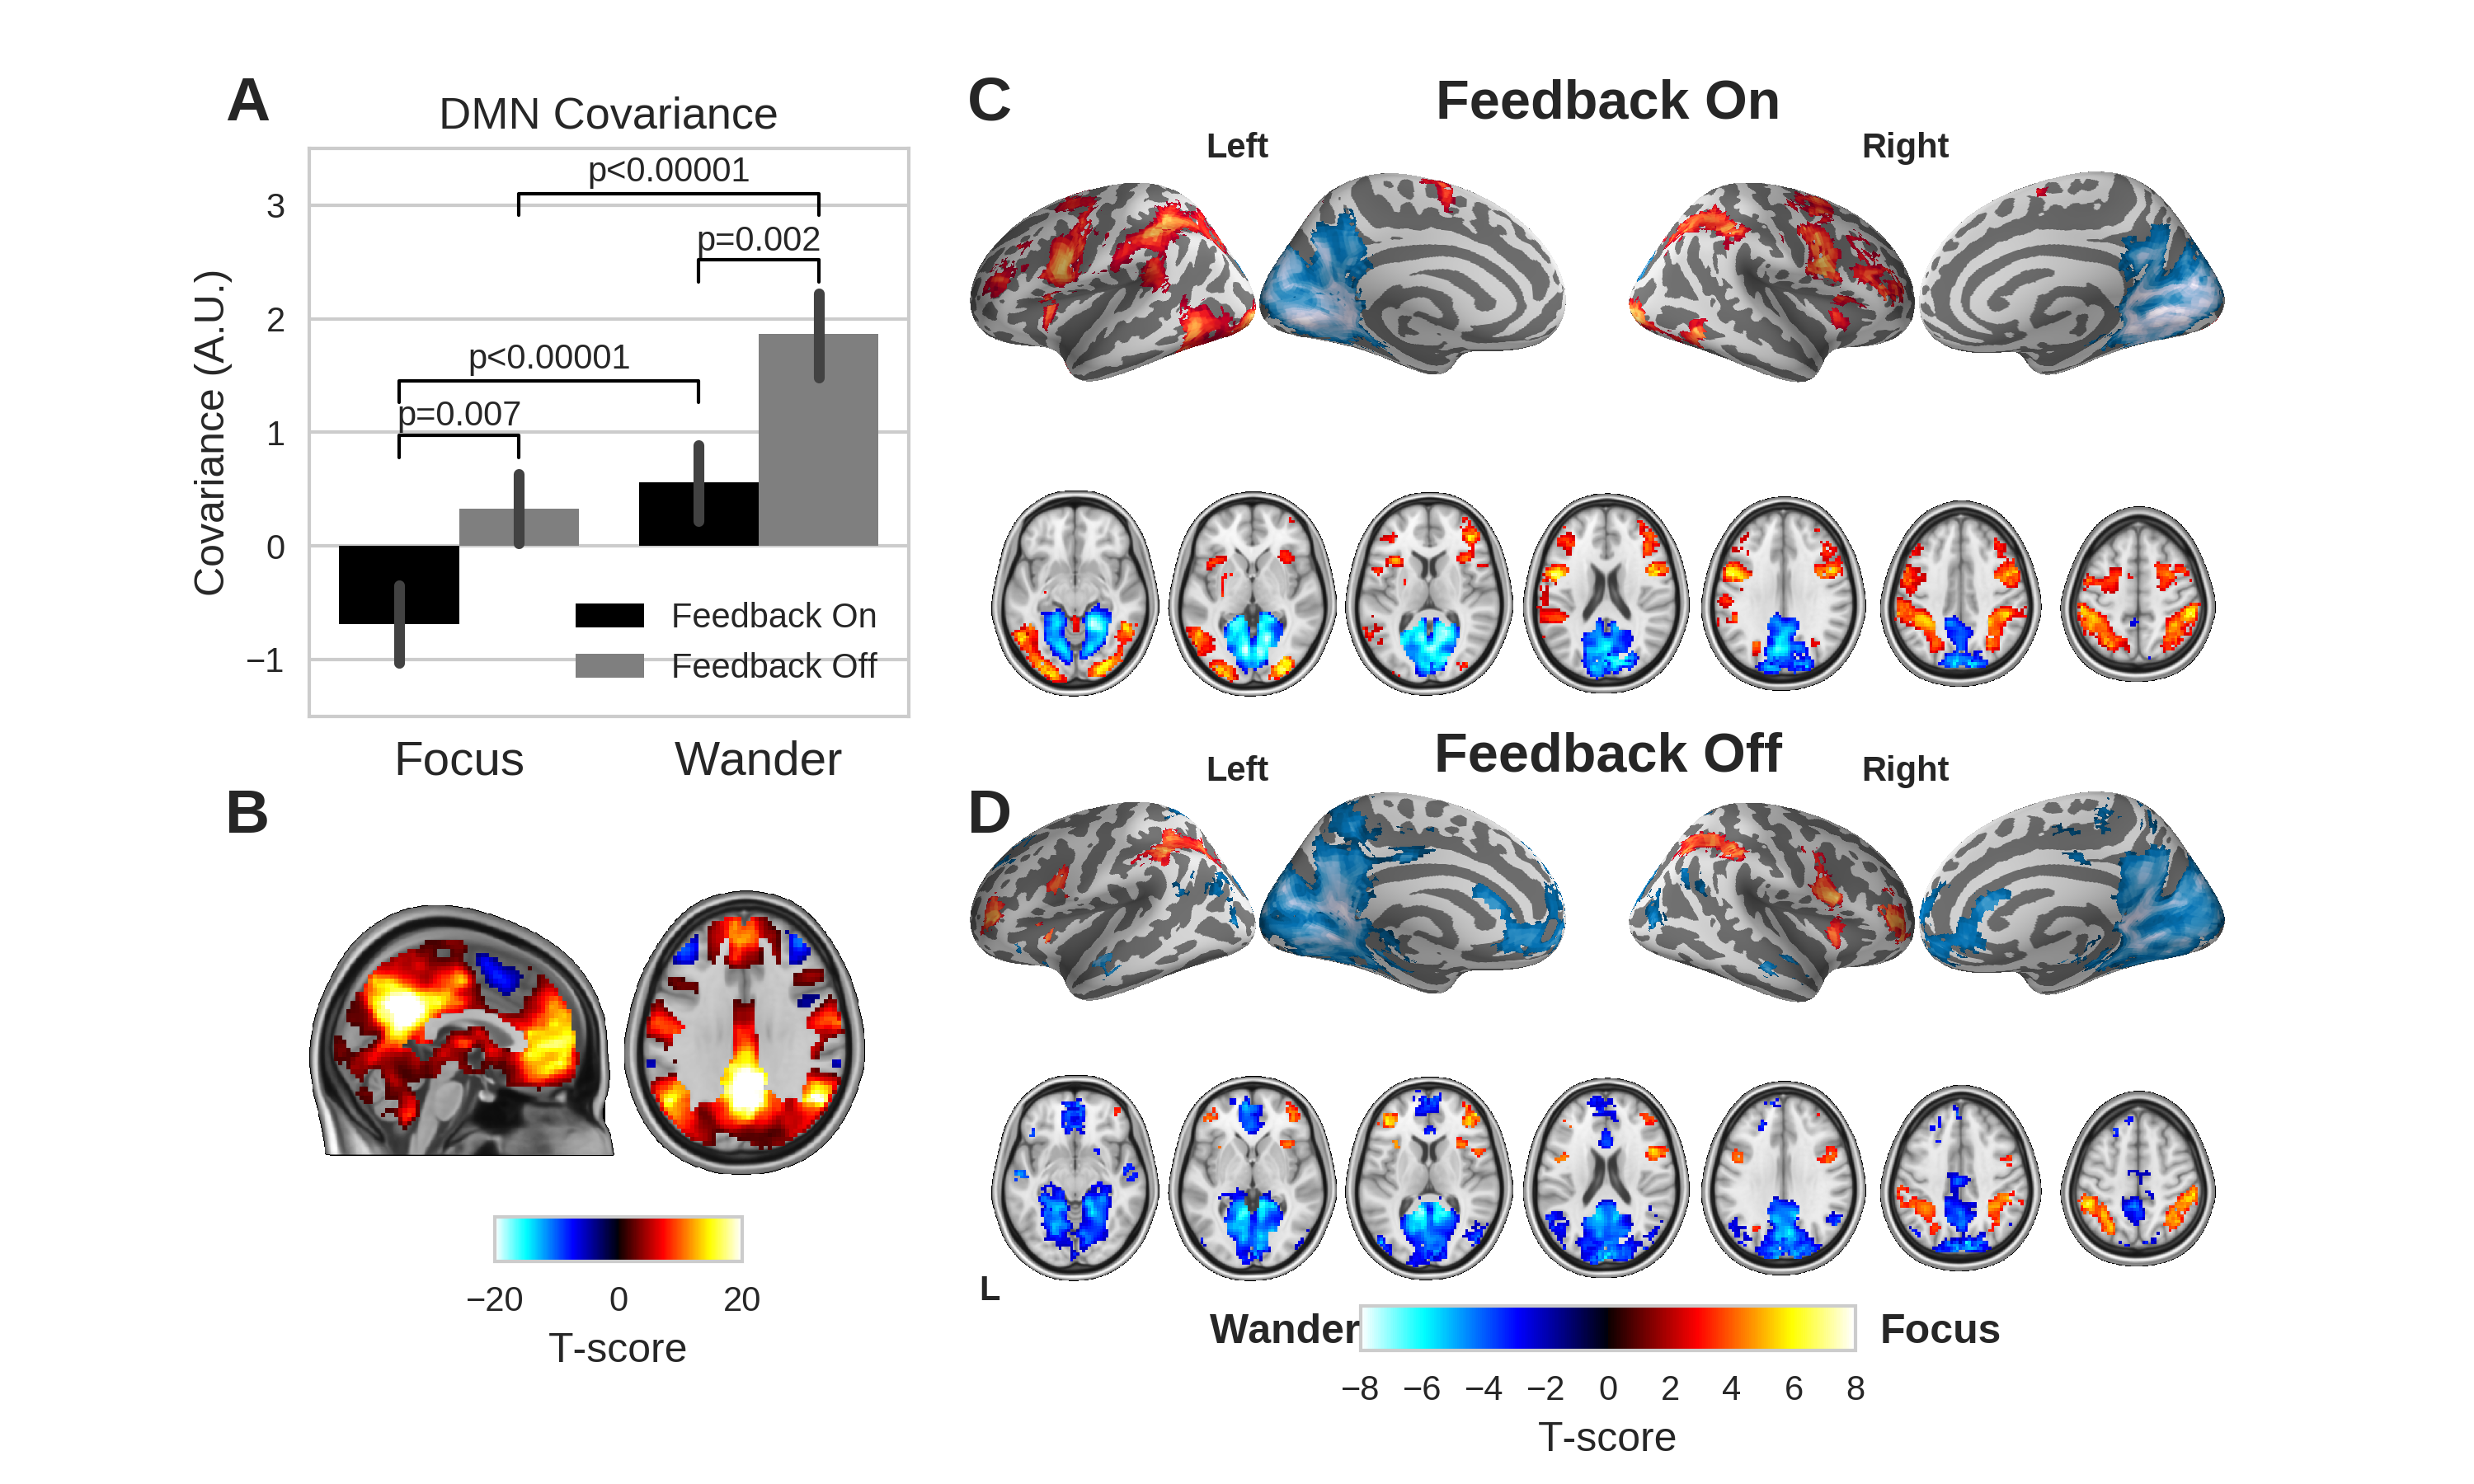 A
DMN Covariance
p<0.00001
p=0.002
p<0.00001
p=0.007
3
2
1
0
−1
Covariance (A.U.)
Feedback On
Feedback Off
Focus
Wander
B
−20
0
20
T-score
C
Feedback On
Left
Right
Feedback Off
Left
Right
D
L
Wander
Focus
−8 −6 −4 −2 0 2 4 6 8
T-score